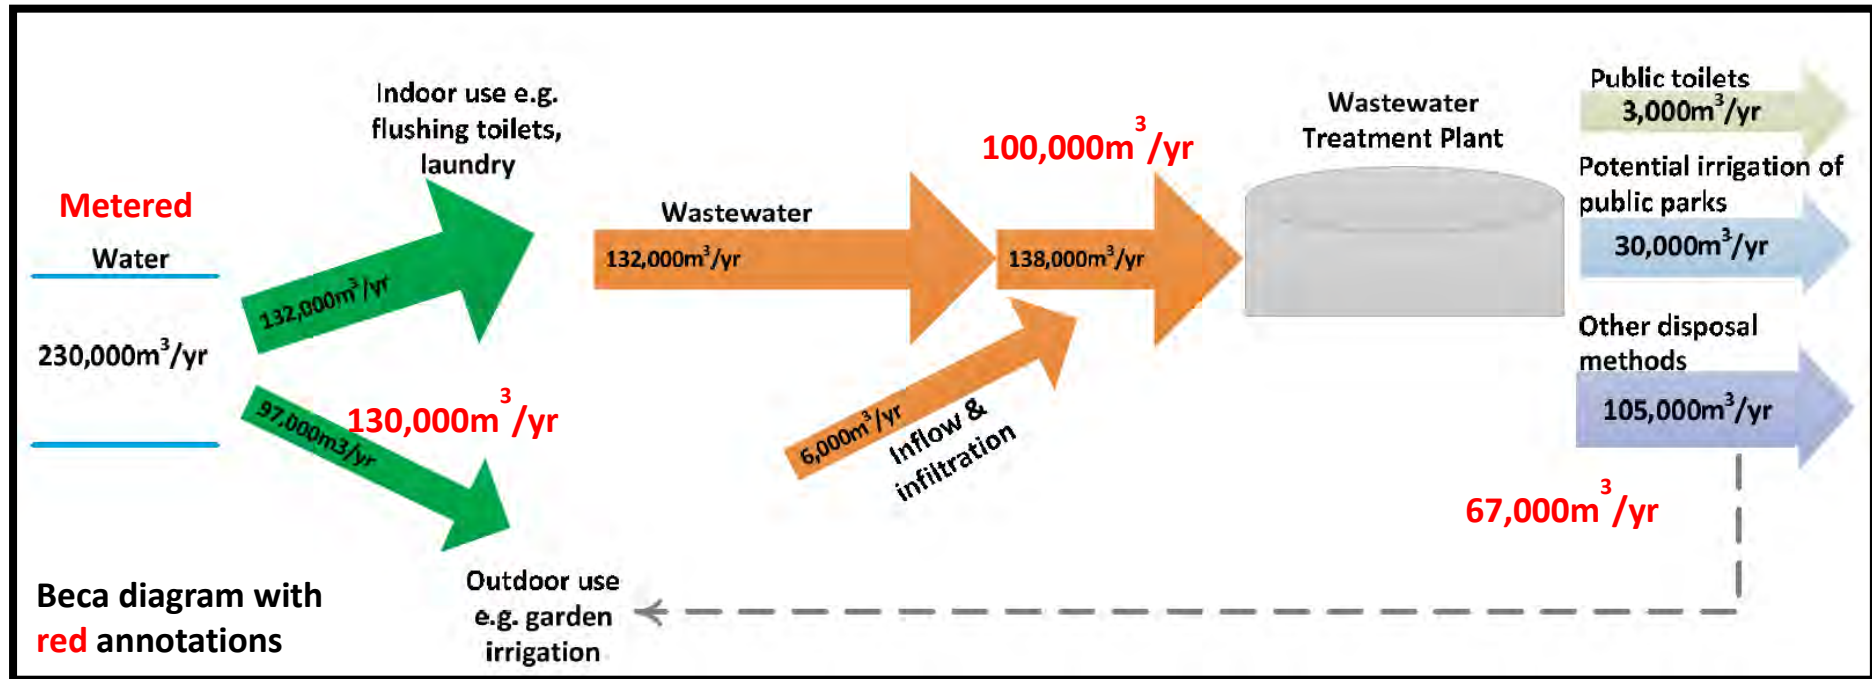 Metered
Water
230,000m³/yr
Indoor use e.g.
flushing toilets,
laundry
132,000m³/yr
97,000m3/yr
130,000m³/yr
Outdoor use
e.g. garden
irrigation
Wastewater
132,000m³/yr
100,000m³/yr
138,000m³/yr
6,000m³/yr
Inflow &
infiltration
Wastewater
Treatment Plant
Public toilets
3,000m³/yr
Potential irrigation of
public parks
30,000m³/yr
Other disposal
methods
105,000m³/yr
67,000m³/yr
Beca diagram with
red annotations